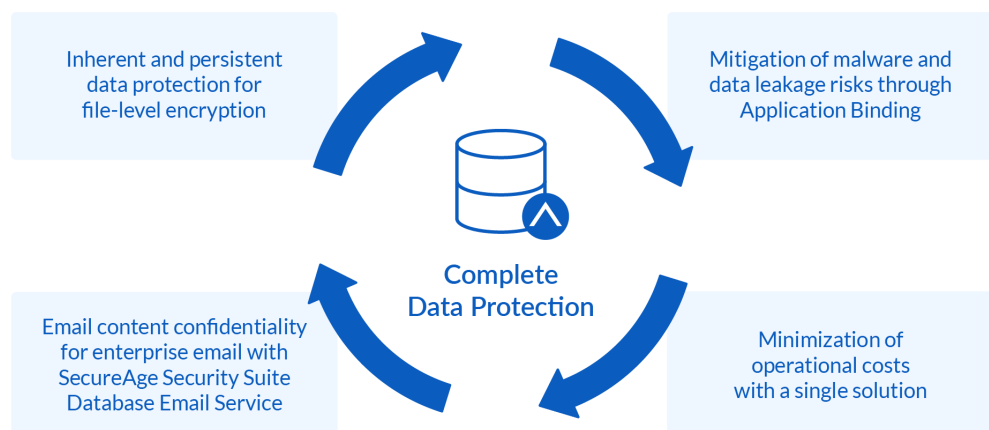 Inherent and persistent
data protection for
file-level encryption
Mitigation of malware and
data leakage risks through
Application Binding
Complete
Data Protection
Email content confidentiality
for enterprise email with
SecureAge Security Suite
Database Email Service
Minimization of
operational costs
with a single solution